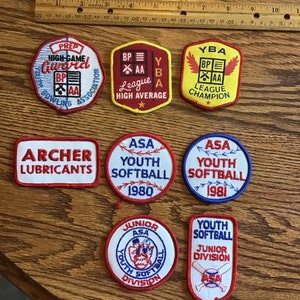 PREP
HIGH-GAME
Award
BP
AA
YOUTH BOWLING ASSOCIATION
BP
AA
YBA
League
HIGH AVERAGE
YBA
BP
AA
LEAGUE
CHAMPION
ARCHER
LUBRICANTS
ASA
YOUTH
SOFTBALL
1980
ASA
YOUTH
SOFTBALL
1981
JUNIOR
ASA
YOUTH SOFTBALL
DIVISION
YOUTH
SOFTBALL
JUNIOR
DIVISION
ASA